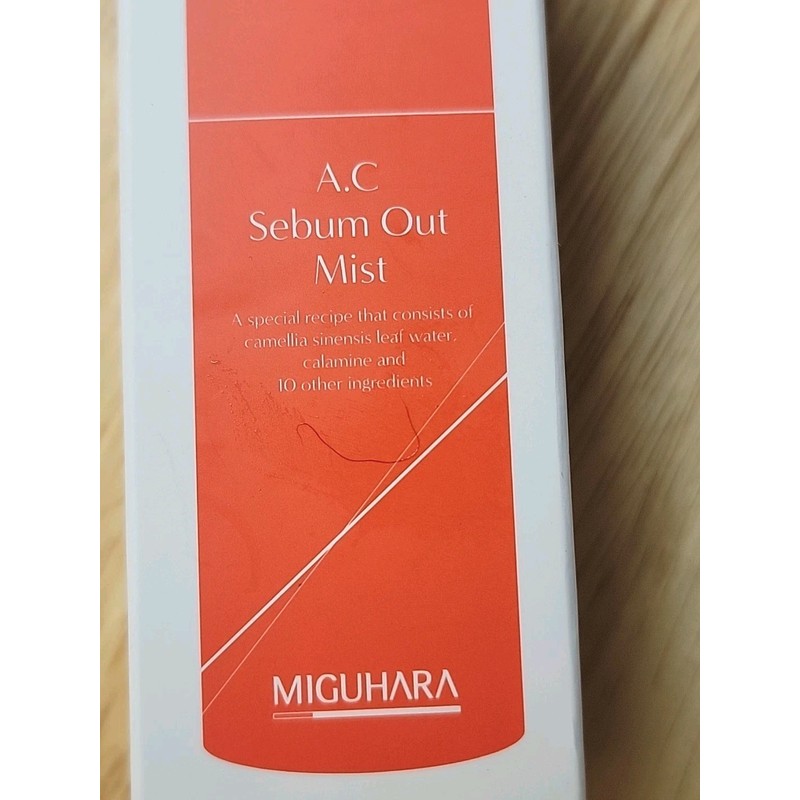 A.C
Sebum Out
Mist
A special recipe that consists of
camellia sinensis leaf water,
calamine and
10 other ingredients
MIGUHARA